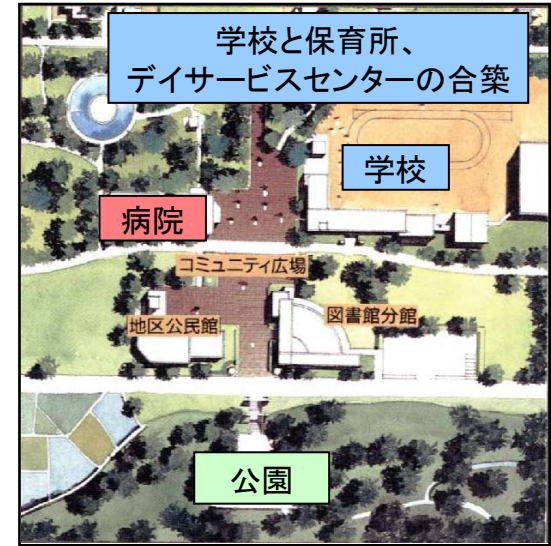 学校と保育所、
デイサービスセンターの合築
学校
病院
コミュニティ広場
地区公民館
図書館分館
公園